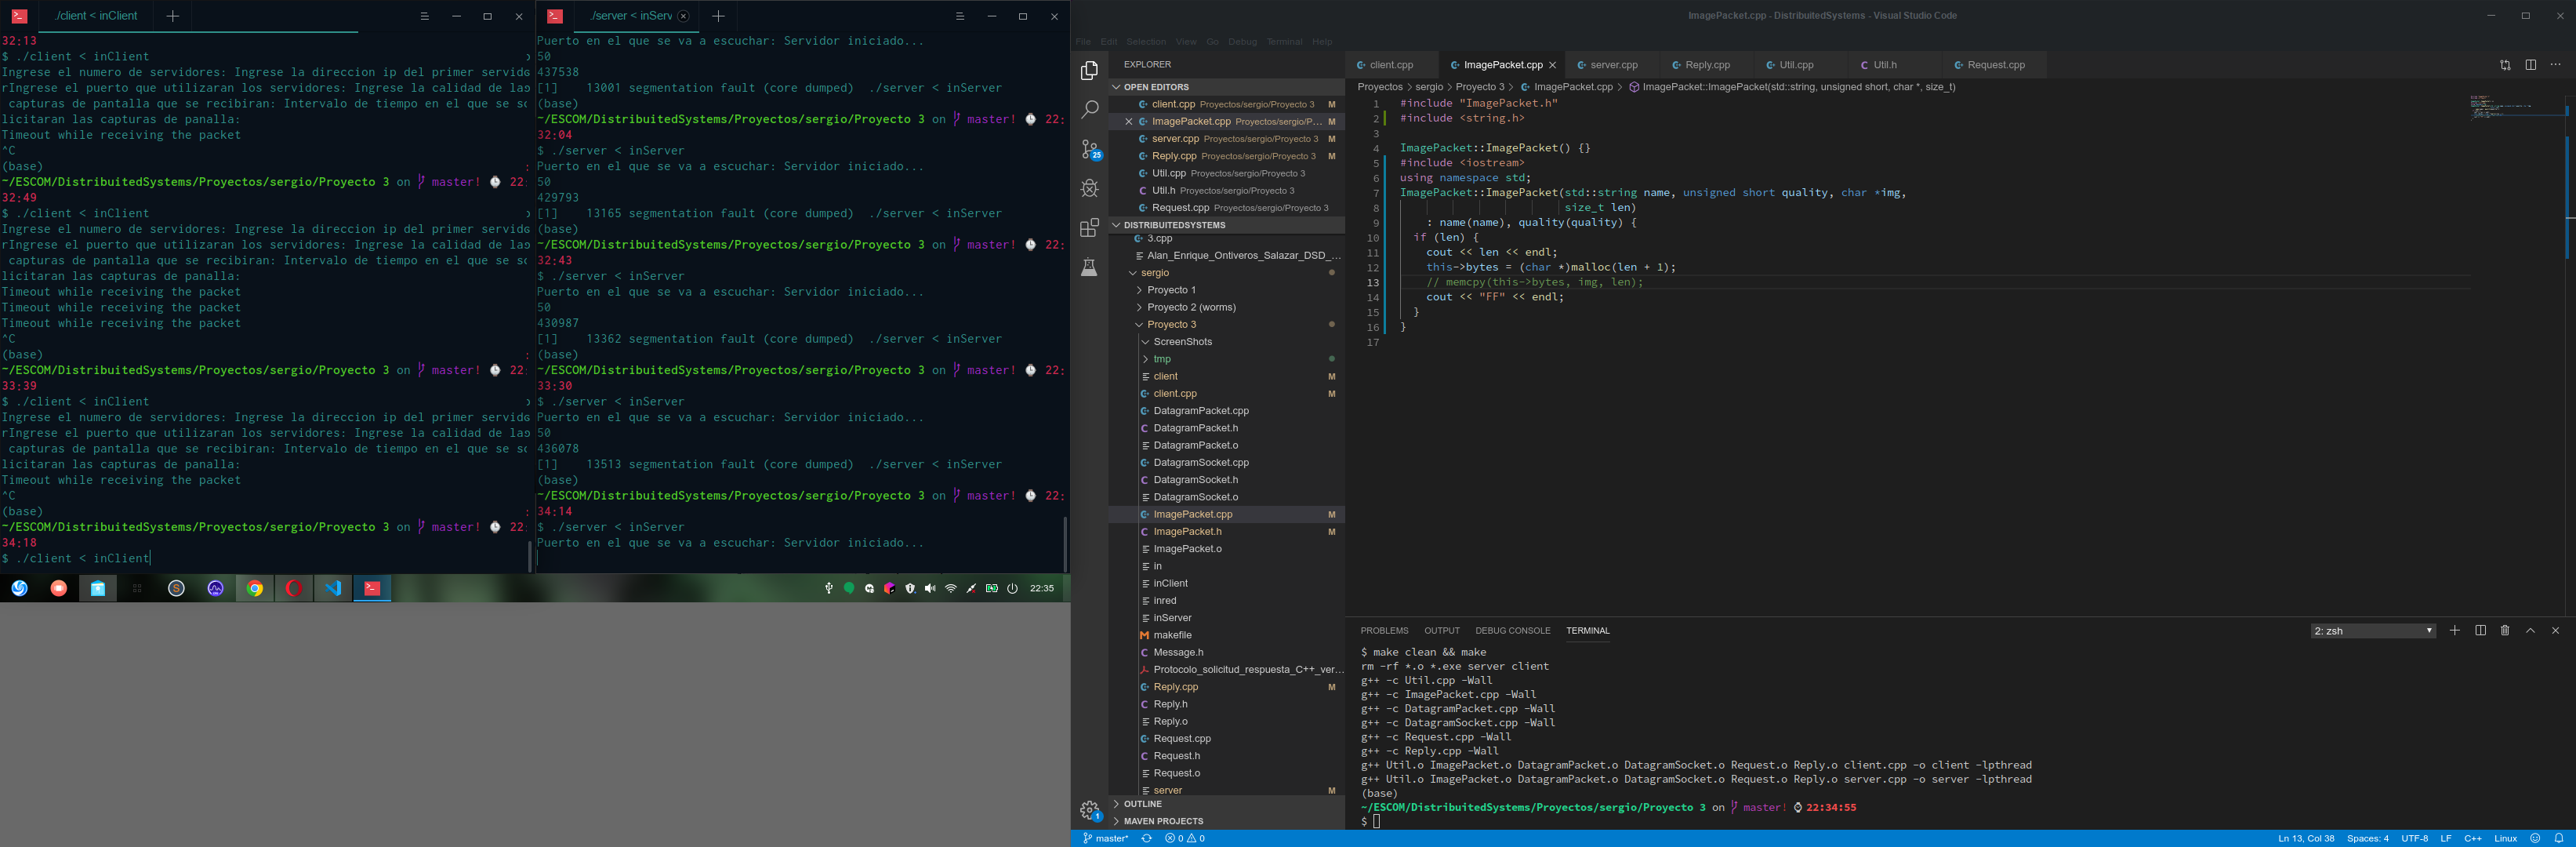 ./client < inClient
32:13
$ ./client < inClient
Ingrese el numero de servidores: Ingrese la direccion ip del primer servido
rIngrese el puerto que utilizaran los servidores: Ingrese la calidad de las
capturas de pantalla que se recibiran: Intervalo de tiempo en el que se so
licitaran las capturas de panalla:
Timeout while receiving the packet
^C
(base)
~/ESCOM/DistribuitedSystems/Proyectos/sergio/Proyecto 3 on master! 22:
32:49
$ ./client < inClient
Ingrese el numero de servidores: Ingrese la direccion ip del primer servido
rIngrese el puerto que utilizaran los servidores: Ingrese la calidad de las
capturas de pantalla que se recibiran: Intervalo de tiempo en el que se so
licitaran las capturas de panalla:
Timeout while receiving the packet
Timeout while receiving the packet
Timeout while receiving the packet
^C
(base)
~/ESCOM/DistribuitedSystems/Proyectos/sergio/Proyecto 3 on master! 22:
33:39
$ ./client < inClient
Ingrese el numero de servidores: Ingrese la direccion ip del primer servido
rIngrese el puerto que utilizaran los servidores: Ingrese la calidad de las
capturas de pantalla que se recibiran: Intervalo de tiempo en el que se so
licitaran las capturas de panalla:
Timeout while receiving the packet
^C
(base)
~/ESCOM/DistribuitedSystems/Proyectos/sergio/Proyecto 3 on master! 22:
34:18
$ ./client < inClient
./server < inServ
Puerto en el que se va a escuchar: Servidor iniciado...
50
437538
[1] 13001 segmentation fault (core dumped) ./server < inServer
(base)
~/ESCOM/DistribuitedSystems/Proyectos/sergio/Proyecto 3 on master! 22:
32:04
$ ./server < inServer
Puerto en el que se va a escuchar: Servidor iniciado...
50
429793
[1] 13165 segmentation fault (core dumped) ./server < inServer
(base)
~/ESCOM/DistribuitedSystems/Proyectos/sergio/Proyecto 3 on master! 22:
32:43
$ ./server < inServer
Puerto en el que se va a escuchar: Servidor iniciado...
50
430987
[1] 13362 segmentation fault (core dumped) ./server < inServer
(base)
~/ESCOM/DistribuitedSystems/Proyectos/sergio/Proyecto 3 on master! 22:
33:30
$ ./server < inServer
Puerto en el que se va a escuchar: Servidor iniciado...
50
436078
[1] 13513 segmentation fault (core dumped) ./server < inServer
(base)
~/ESCOM/DistribuitedSystems/Proyectos/sergio/Proyecto 3 on master! 22:
34:14
$ ./server < inServer
Puerto en el que se va a escuchar: Servidor iniciado...
22:35
ImagePacket.cpp - DistribuitedSystems - Visual Studio Code
File Edit Selection View Go Debug Terminal Help
EXPLORER
OPEN EDITORS
client.cpp Proyectos/sergio/Proyecto 3 M
ImagePacket.cpp Proyectos/sergio/P... M
server.cpp Proyectos/sergio/Proyecto 3 M
Reply.cpp Proyectos/sergio/Proyecto 3 M
Util.cpp Proyectos/sergio/Proyecto 3
Util.h Proyectos/sergio/Proyecto 3
Request.cpp Proyectos/sergio/Proyecto 3
DISTRIBUITEDSYSTEMS
3.cpp
Alan_Enrique_Ontiveros_Salazar_DSD_...
sergio
Proyecto 1
Proyecto 2 (worms)
Proyecto 3
ScreenShots
tmp
client M
client.cpp M
DatagramPacket.cpp
DatagramPacket.h
DatagramPacket.o
DatagramSocket.cpp
DatagramSocket.h
DatagramSocket.o
ImagePacket.cpp M
ImagePacket.h M
ImagePacket.o
in
inClient
inred
inServer
makefile
Message.h
Protocolo_solicitud_respuesta_C++_ver...
Reply.cpp M
Reply.h
Reply.o
Request.cpp
Request.h
Request.o
server M
OUTLINE
MAVEN PROJECTS
25
1
client.cpp ImagePacket.cpp server.cpp Reply.cpp Util.cpp Util.h Request.cpp
Proyectos > sergio > Proyecto 3 > ImagePacket.cpp > ImagePacket::ImagePacket(std::string, unsigned short, char *, size_t)
1 #include "ImagePacket.h"
2 #include <string.h>
3
4 ImagePacket::ImagePacket() {}
5 #include <iostream>
6 using namespace std;
7 ImagePacket::ImagePacket(std::string name, unsigned short quality, char *img,
8 size_t len)
9 : name(name), quality(quality) {
10 if (len) {
11 cout << len << endl;
12 this->bytes = (char *)malloc(len + 1);
13 // memcpy(this->bytes, img, len);
14 cout << "FF" << endl;
15 }
16 }
17
PROBLEMS OUTPUT DEBUG CONSOLE TERMINAL 2: zsh
$ make clean && make
rm -rf *.o *.exe server client
g++ -c Util.cpp -Wall
g++ -c ImagePacket.cpp -Wall
g++ -c DatagramPacket.cpp -Wall
g++ -c DatagramSocket.cpp -Wall
g++ -c Request.cpp -Wall
g++ -c Reply.cpp -Wall
g++ Util.o ImagePacket.o DatagramPacket.o DatagramSocket.o Request.o Reply.o client.cpp -o client -lpthread
g++ Util.o ImagePacket.o DatagramPacket.o DatagramSocket.o Request.o Reply.o server.cpp -o server -lpthread
(base)
~/ESCOM/DistribuitedSystems/Proyectos/sergio/Proyecto 3 on master! 22:34:55
$
master* 0 0 Ln 13, Col 38 Spaces: 4 UTF-8 LF C++ Linux